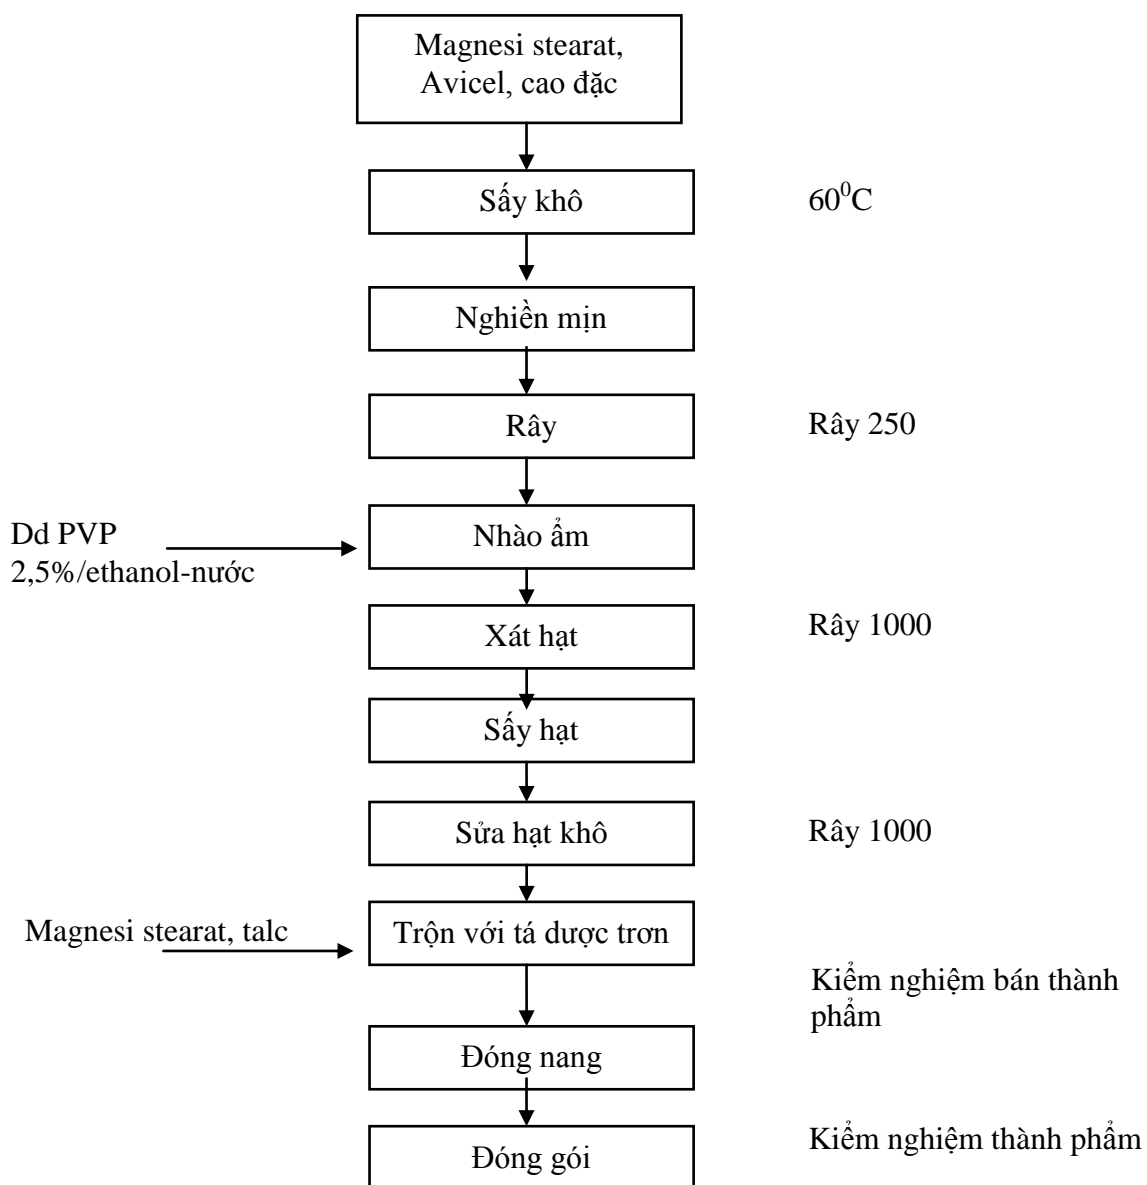 Magnesi stearat,
Avicel, cao đặc
Sấy khô
60⁰C
Nghiền mịn
Rây
Rây 250
Dd PVP
2,5%/ethanol-nước
Nhào ẩm
Xát hạt
Rây 1000
Sấy hạt
Sửa hạt khô
Rây 1000
Magnesi stearat, talc
Trộn với tá dược trơn
Kiểm nghiệm bán thành
phẩm
Đóng nang
Đóng gói
Kiểm nghiệm thành phẩm